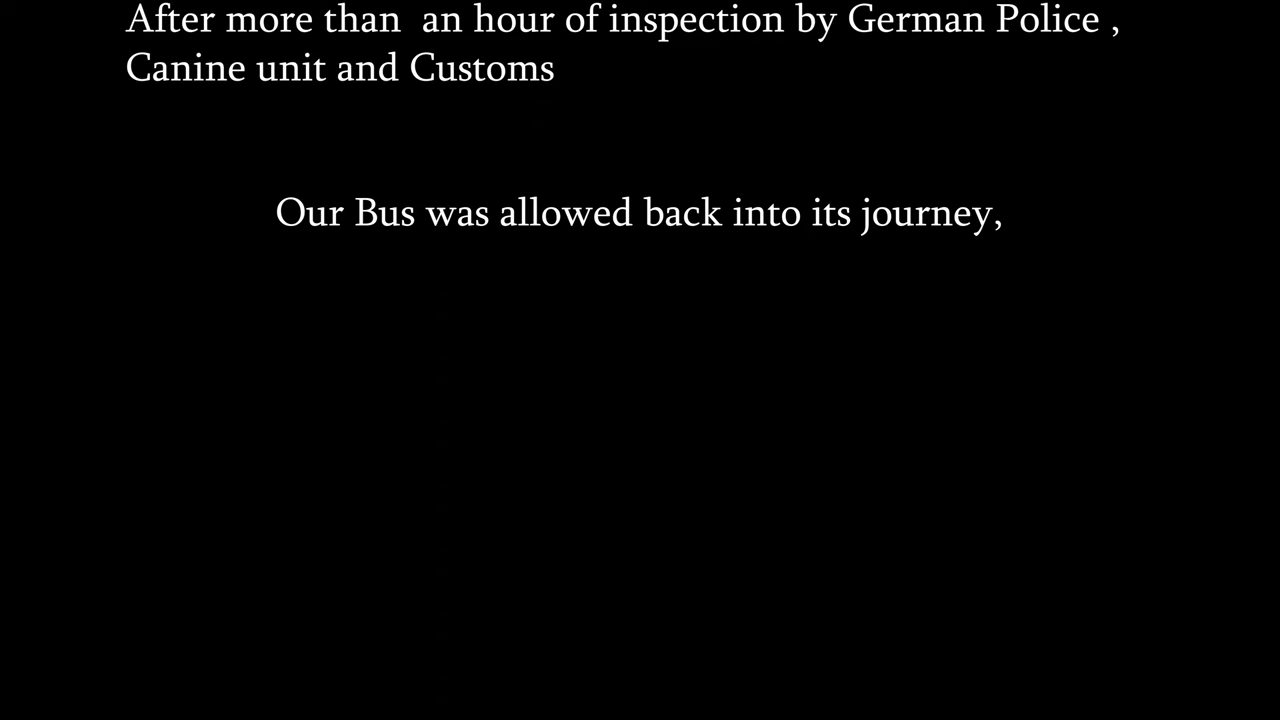 After more than  an hour of inspection by German Police ,
Canine unit and Customs
Our Bus was allowed back into its journey,